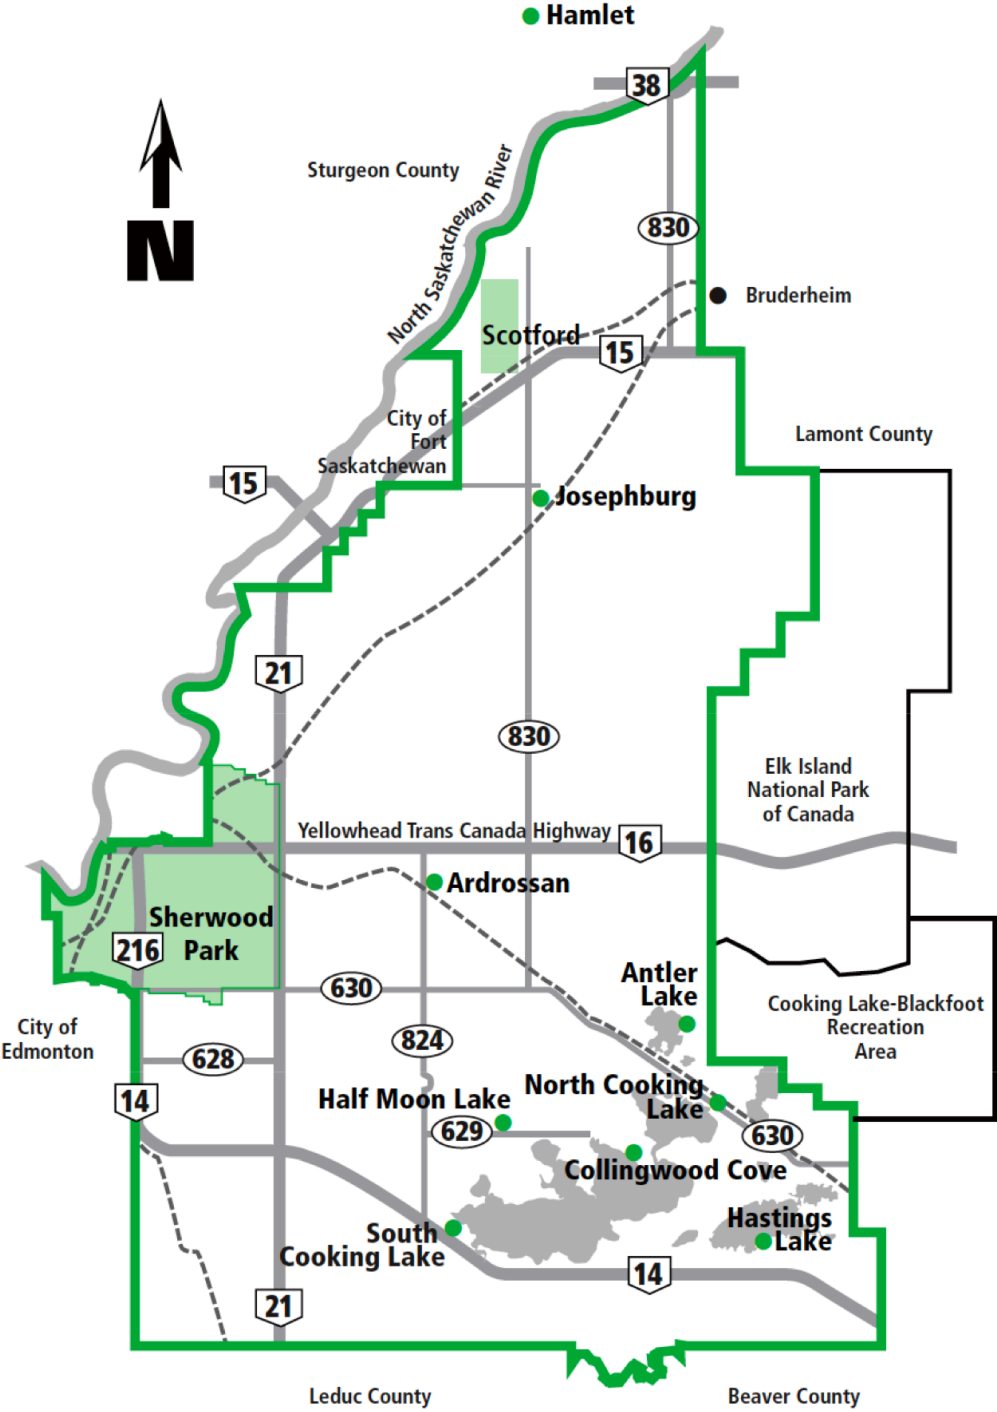 Hamlet
38
Sturgeon County
North Saskatchewan River
N
830
Bruderheim
Scotford
15
City of
Fort
Saskatchewan
Lamont County
15
Josephburg
21
830
Elk Island
National Park
of Canada
Yellowhead Trans Canada Highway
16
Ardrossan
Sherwood
Park
216
Antler
Lake
630
Cooking Lake-Blackfoot
Recreation
Area
City of
Edmonton
824
628
North Cooking
Lake
Half Moon Lake
14
629
630
Collingwood Cove
South
Cooking Lake
Hastings
Lake
14
21
Leduc County
Beaver County